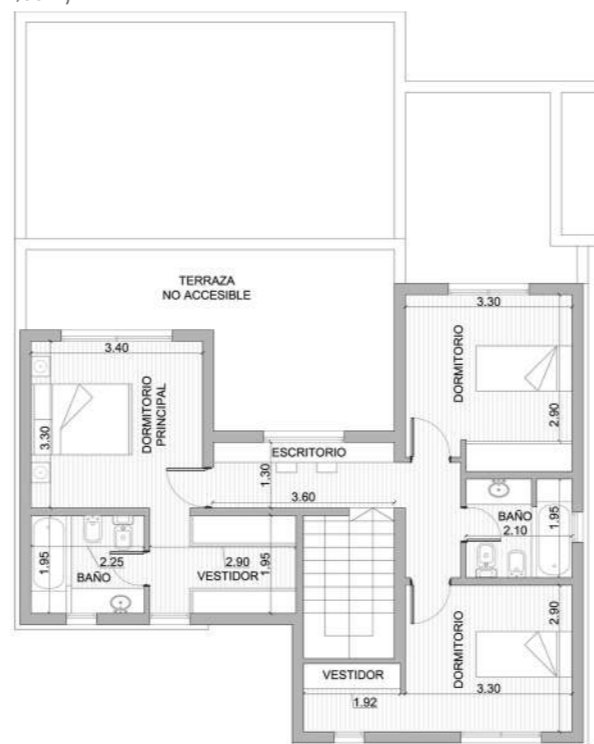 TERRAZA
NO ACCESIBLE
3.30
3.40
DORMITORIO
DORMITORIO
PRINCIPAL
3.30
2.90
ESCRITORIO
1.30
3.60
BAÑO
2.10
1.95
1.95
2.25
BAÑO
2.90
VESTIDOR
1.95
2.90
DORMITORIO
VESTIDOR
3.30
1.92